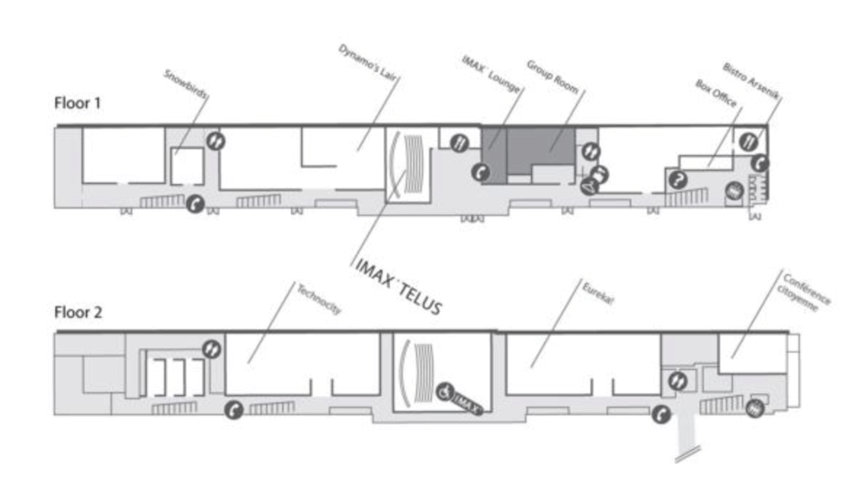 Snowbirds
Dynamo's Lair
IMAX® Lounge
Group Room
Bistro Arsenik
Box Office
Floor 1
IMAX®TELUS
Floor 2
Technocity
Eureka!
Conférence
citoyenne
IMAX®